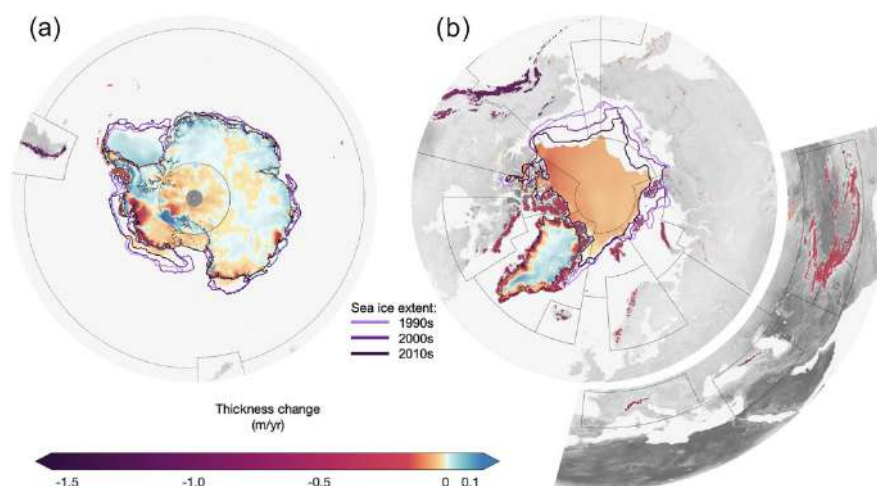 (a)
(b)
Sea ice extent:
1990s
2000s
2010s
Thickness change
(m/yr)
-1.5 -1.0 -0.5 0 0.1